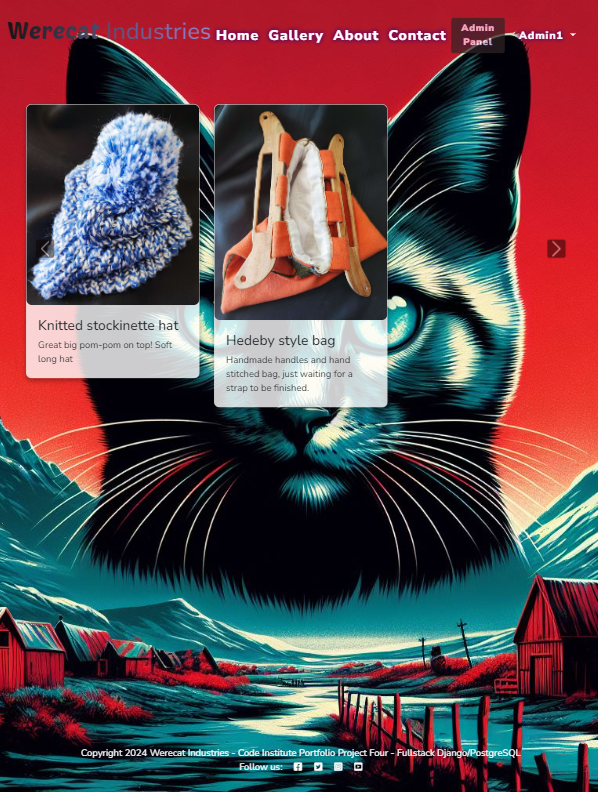 Werecat Industries
Home Gallery About Contact
Admin
Panel
Admin1
Knitted stockinette hat
Great big pom-pom on top! Soft
long hat
Hedeby style bag
Handmade handles and hand
stitched bag, just waiting for a
strap to be finished.
Copyright 2024 Werecat Industries - Code Institute Portfolio Project Four - Fullstack Django/PostgreSQL
Follow us: